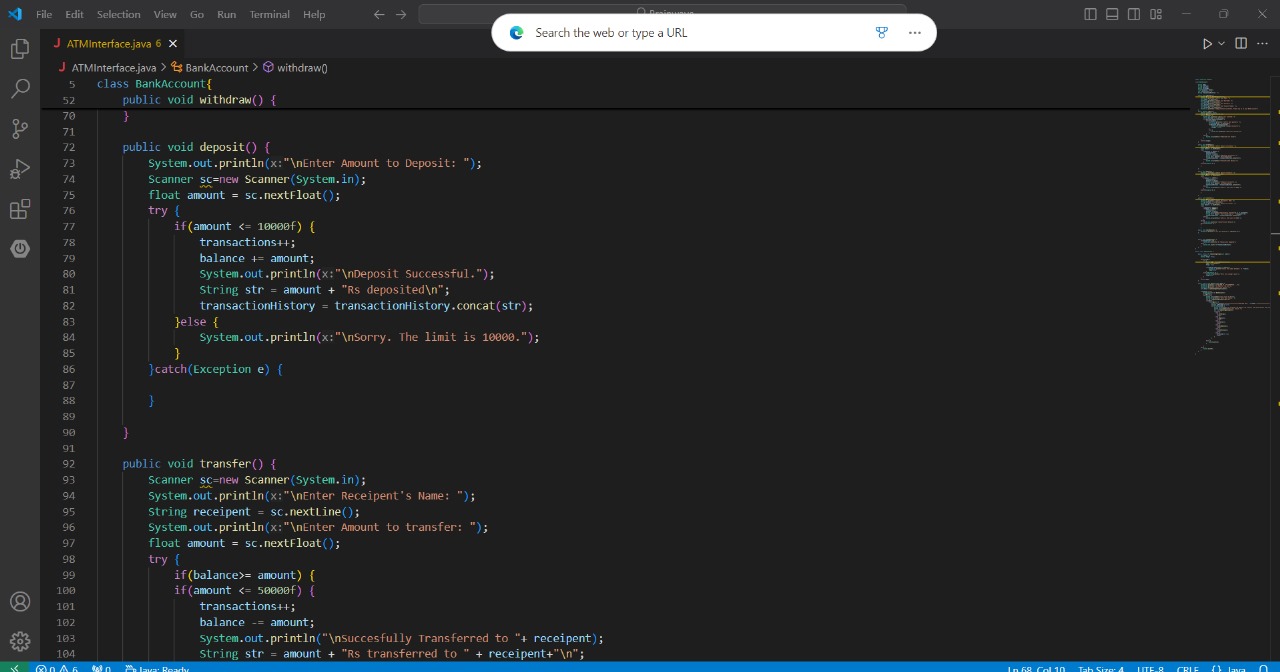 File Edit Selection View Go Run Terminal Help
Search the web or type a URL
ATMInterface.java 6
ATMInterface.java > BankAccount > withdraw()
5 class BankAccount{
52 public void withdraw() {
70 }
71
72 public void deposit() {
73 System.out.println(x:"\nEnter Amount to Deposit: ");
74 Scanner sc=new Scanner(System.in);
75 float amount = sc.nextFloat();
76 try {
77 if(amount <= 10000f) {
78 transactions++;
79 balance += amount;
80 System.out.println(x:"\nDeposit Successful.");
81 String str = amount + "Rs deposited\n";
82 transactionHistory = transactionHistory.concat(str);
83 }else {
84 System.out.println(x:"\nSorry. The limit is 10000.");
85 }
86 }catch(Exception e) {
87
88 }
89
90 }
91
92 public void transfer() {
93 Scanner sc=new Scanner(System.in);
94 System.out.println(x:"\nEnter Receipent's Name: ");
95 String receipent = sc.nextLine();
96 System.out.println(x:"\nEnter Amount to transfer: ");
97 float amount = sc.nextFloat();
98 try {
99 if(balance>= amount) {
100 if(amount <= 50000f) {
101 transactions++;
102 balance -= amount;
103 System.out.println("\nSuccesfully Transferred to "+ receipent);
104 String str = amount + "Rs transferred to " + receipent+"\n";
0 6 0 Java: Ready Ln 68, Col 10 Tab Size: 4 UTF-8 CRLF {} Java